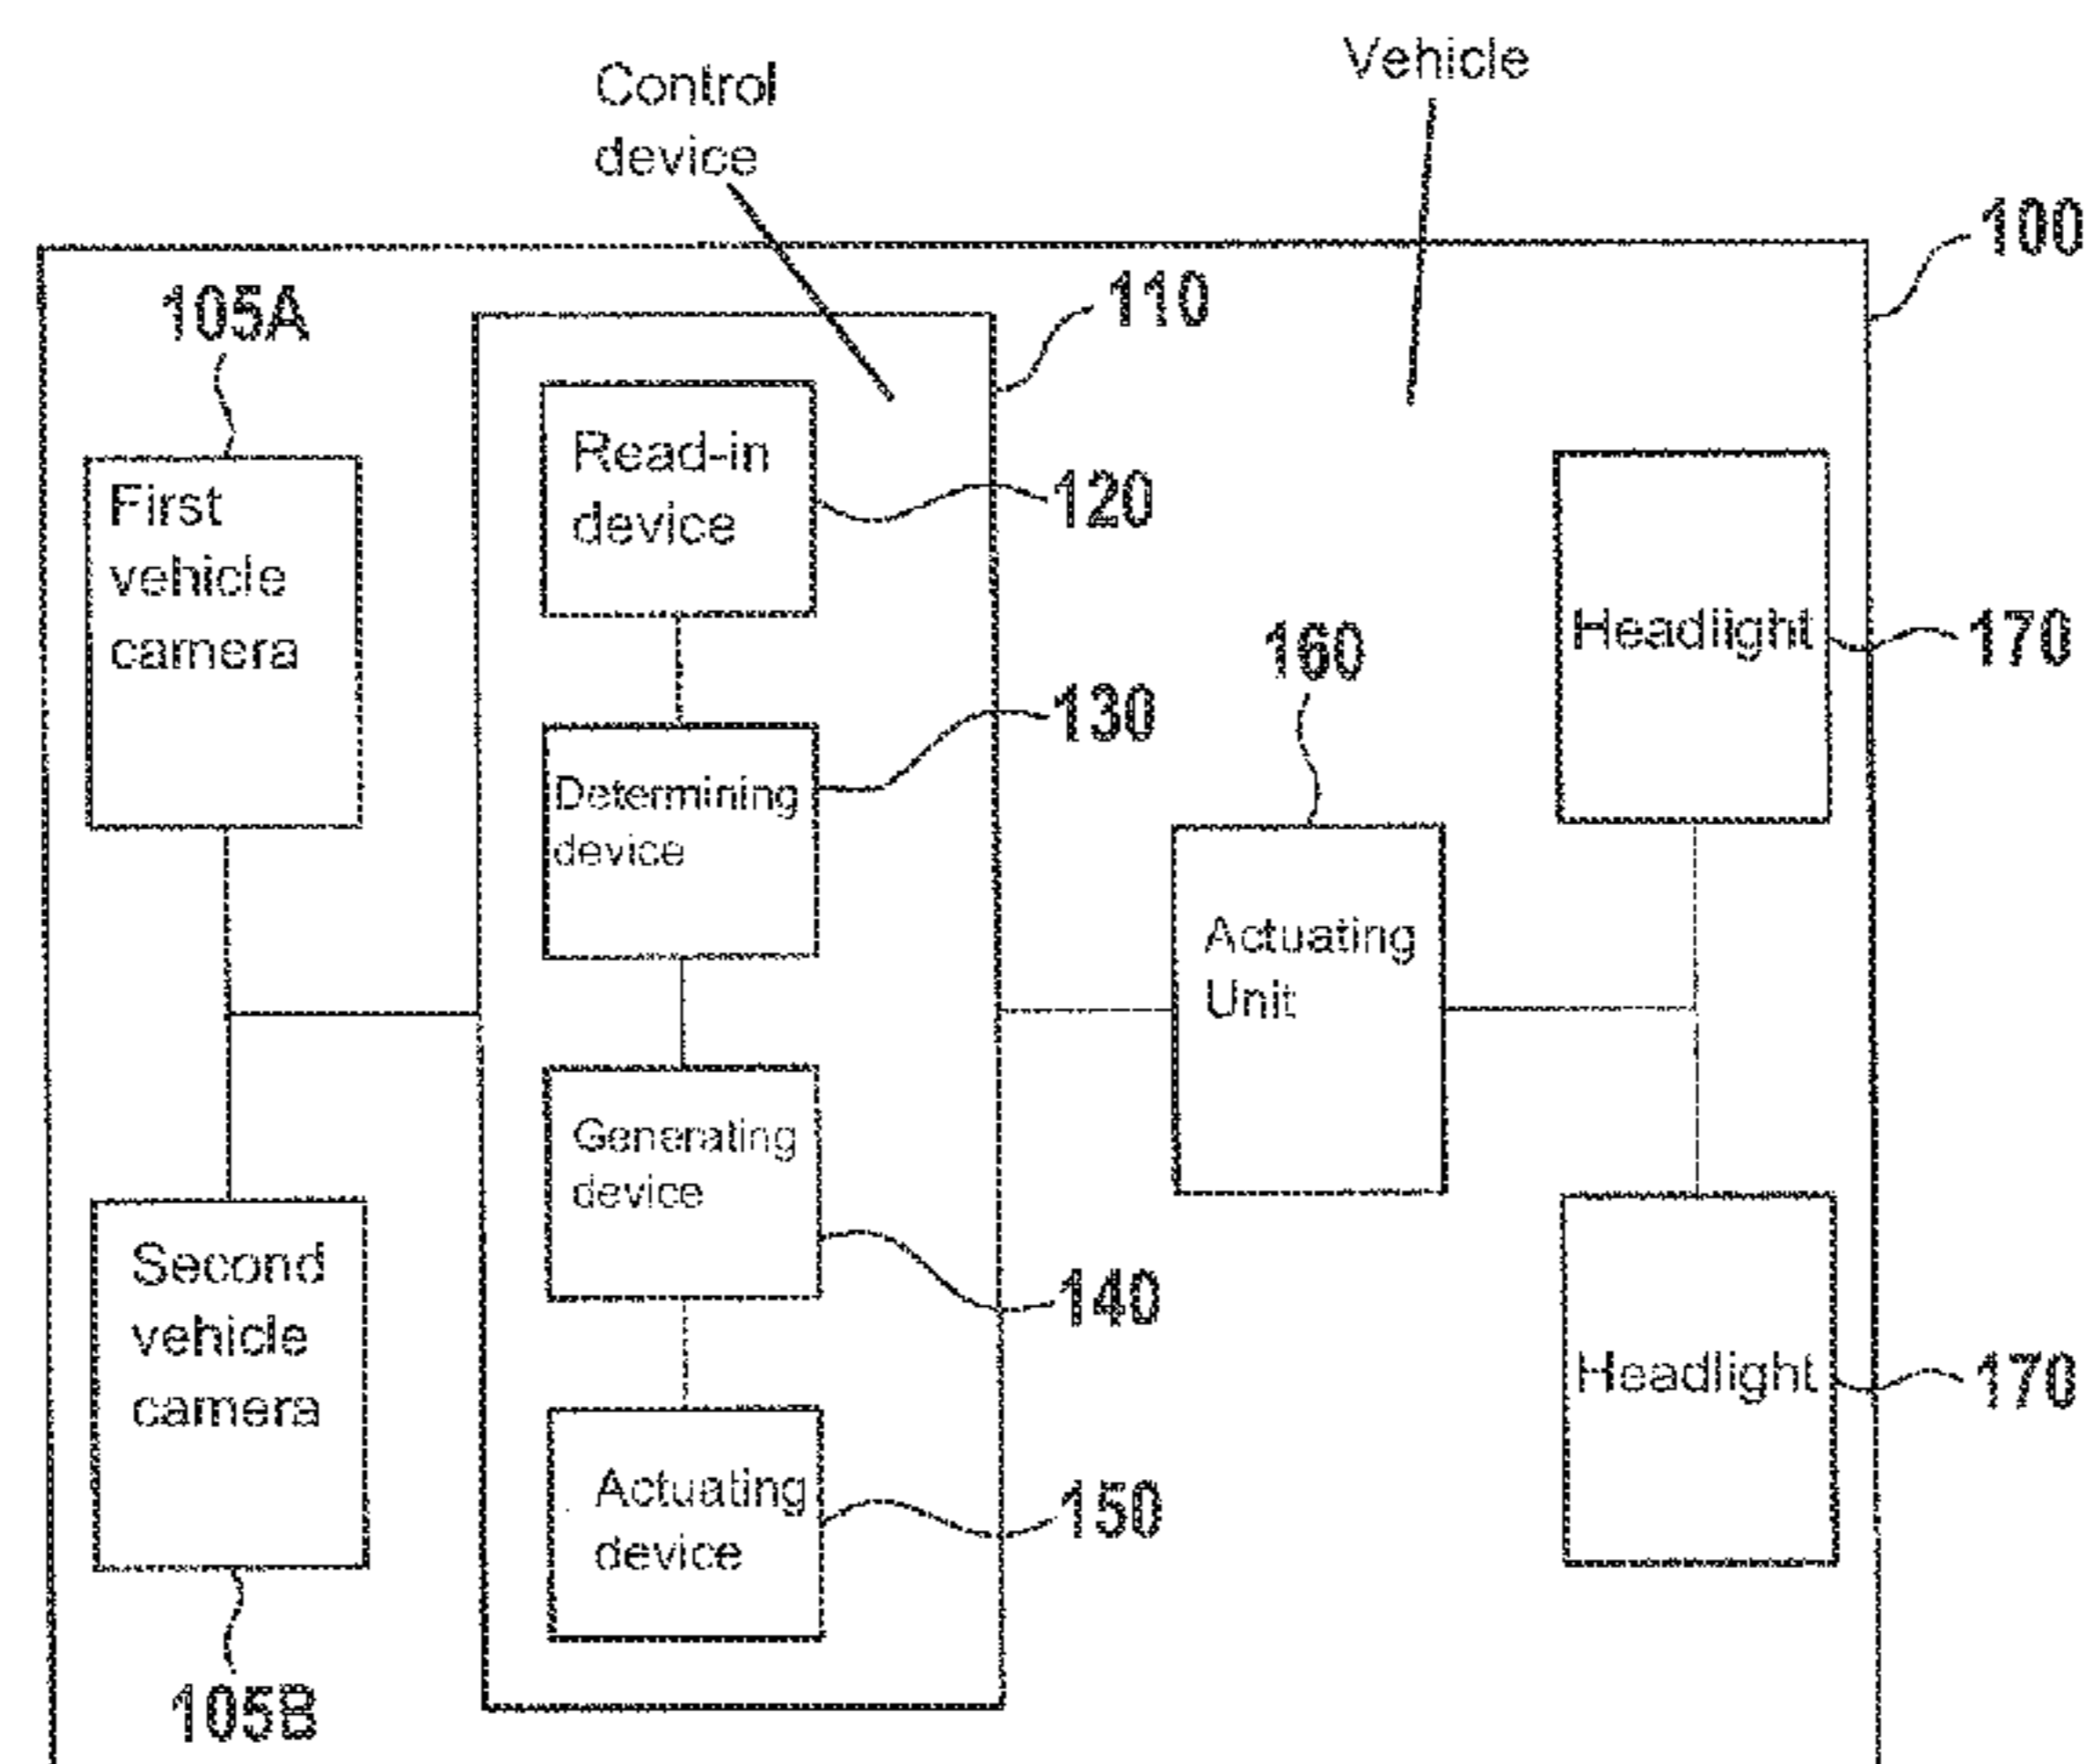 Control
device
Vehicle
100
110
105A
First
vehicle
camera
Read-in
device
120
Headlight
170
130
160
Determining
device
Actuating
Unit
Generating
device
140
Second
vehicle
camera
Headlight
170
Actuating
device
150
105B